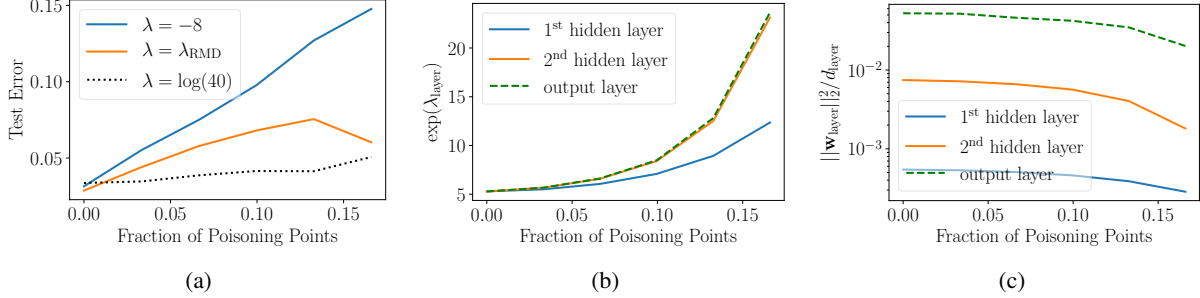 0.15
0.10
0.05
Test Error
λ = −8
λ = λ_RMD
λ = log(40)
0.00 0.05 0.10 0.15
Fraction of Poisoning Points
(a)
20
15
10
5
exp(λ_layer)
1st hidden layer
2nd hidden layer
output layer
0.00 0.05 0.10 0.15
Fraction of Poisoning Points
(b)
10^−2
10^−3
||w_layer||_2^2/d_layer
1st hidden layer
2nd hidden layer
output layer
0.00 0.05 0.10 0.15
Fraction of Poisoning Points
(c)